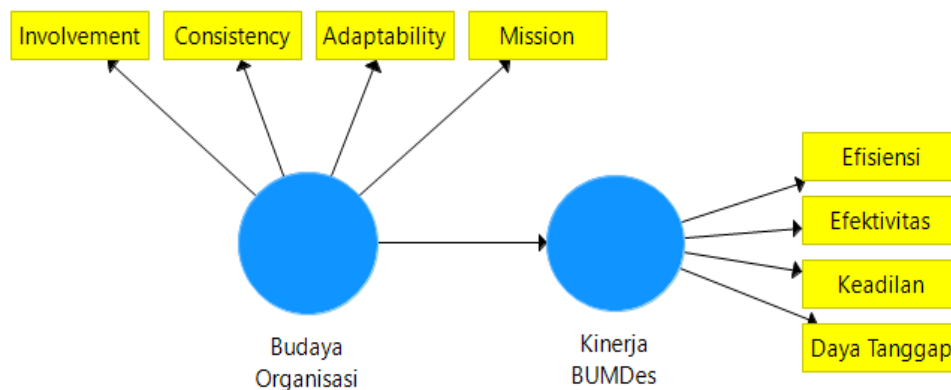 Involvement
Consistency
Adaptability
Mission
Efisiensi
Efektivitas
Keadilan
Daya Tanggap
Budaya
Organisasi
Kinerja
BUMDes